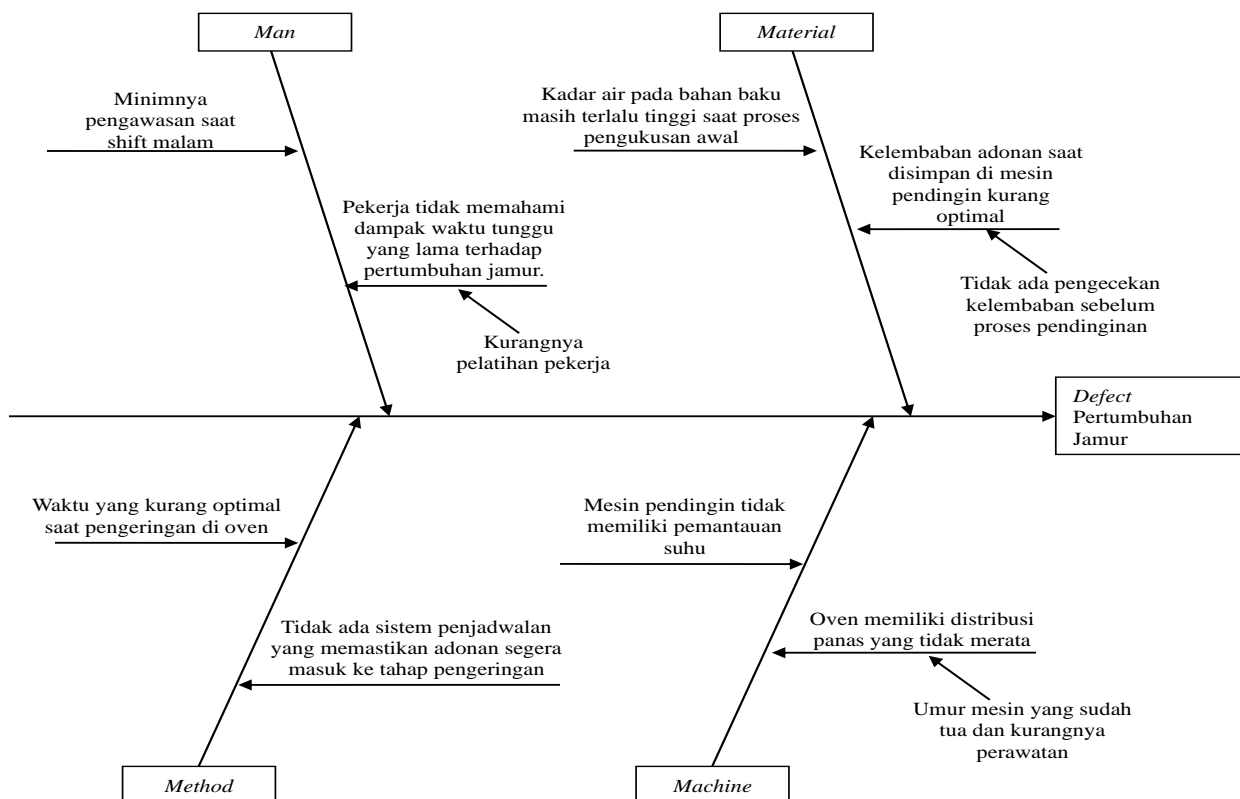 Man
Material
Minimnya
pengawasan saat
shift malam
Kadar air pada bahan baku
masih terlalu tinggi saat proses
pengukusan awal
Kelembaban adonan saat
disimpan di mesin
pendingin kurang
optimal
Pekerja tidak memahami
dampak waktu tunggu
yang lama terhadap
pertumbuhan jamur.
Tidak ada pengecekan
kelembaban sebelum
proses pendinginan
Kurangnya
pelatihan pekerja
Defect
Pertumbuhan
Jamur
Waktu yang kurang optimal
saat pengeringan di oven
Mesin pendingin tidak
memiliki pemantauan
suhu
Tidak ada sistem penjadwalan
yang memastikan adonan segera
masuk ke tahap pengeringan
Oven memiliki distribusi
panas yang tidak merata
Umur mesin yang sudah
tua dan kurangnya
perawatan
Method
Machine